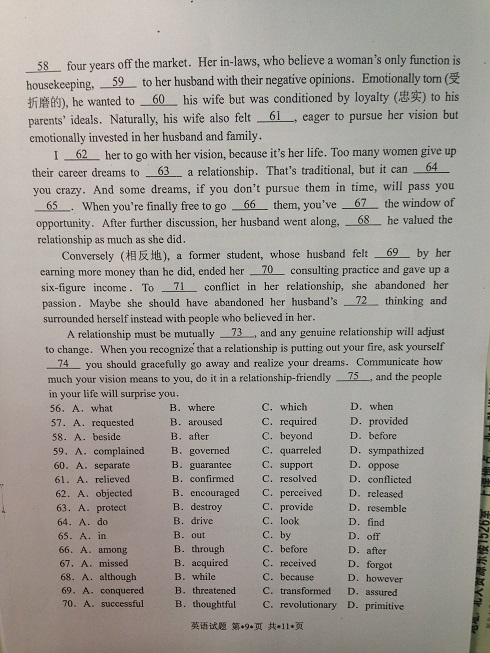 58 four years off the market. Her in-laws, who believe a woman's only function is
housekeeping, 59 to her husband with their negative opinions. Emotionally torn (受
折磨的), he wanted to 60 his wife but was conditioned by loyalty (忠实) to his
parents' ideals. Naturally, his wife also felt 61, eager to pursue her vision but
emotionally invested in her husband and family.
I 62 her to go with her vision, because it's her life. Too many women give up
their career dreams to 63 a relationship. That's traditional, but it can 64
you crazy. And some dreams, if you don't pursue them in time, will pass you
65. When you're finally free to go 66 them, you've 67 the window of
opportunity. After further discussion, her husband went along, 68 he valued the
relationship as much as she did.
Conversely (相反地), a former student, whose husband felt 69 by her
earning more money than he did, ended her 70 consulting practice and gave up a
six-figure income. To 71 conflict in her relationship, she abandoned her
passion. Maybe she should have abandoned her husband's 72 thinking and
surrounded herself instead with people who believed in her.
A relationship must be mutually 73, and any genuine relationship will adjust
to change. When you recognize that a relationship is putting out your fire, ask yourself
74 you should gracefully go away and realize your dreams. Communicate how
much your vision means to you, do it in a relationship-friendly 75, and the people
in your life will surprise you.
56. A. what B. where C. which D. when
57. A. requested B. aroused C. required D. provided
58. A. beside B. after C. beyond D. before
59. A. complained B. governed C. quarreled D. sympathized
60. A. separate B. guarantee C. support D. oppose
61. A. relieved B. confirmed C. resolved D. conflicted
62. A. objected B. encouraged C. perceived D. released
63. A. protect B. destroy C. provide D. resemble
64. A. do B. drive C. look D. find
65. A. in B. out C. by D. off
66. A. among B. through C. before D. after
67. A. missed B. acquired C. received D. forgot
68. A. although B. while C. because D. however
69. A. conquered B. threatened C. transformed D. assured
70. A. successful B. thoughtful C. revolutionary D. primitive
英语试题 第•9•页 共•11•页